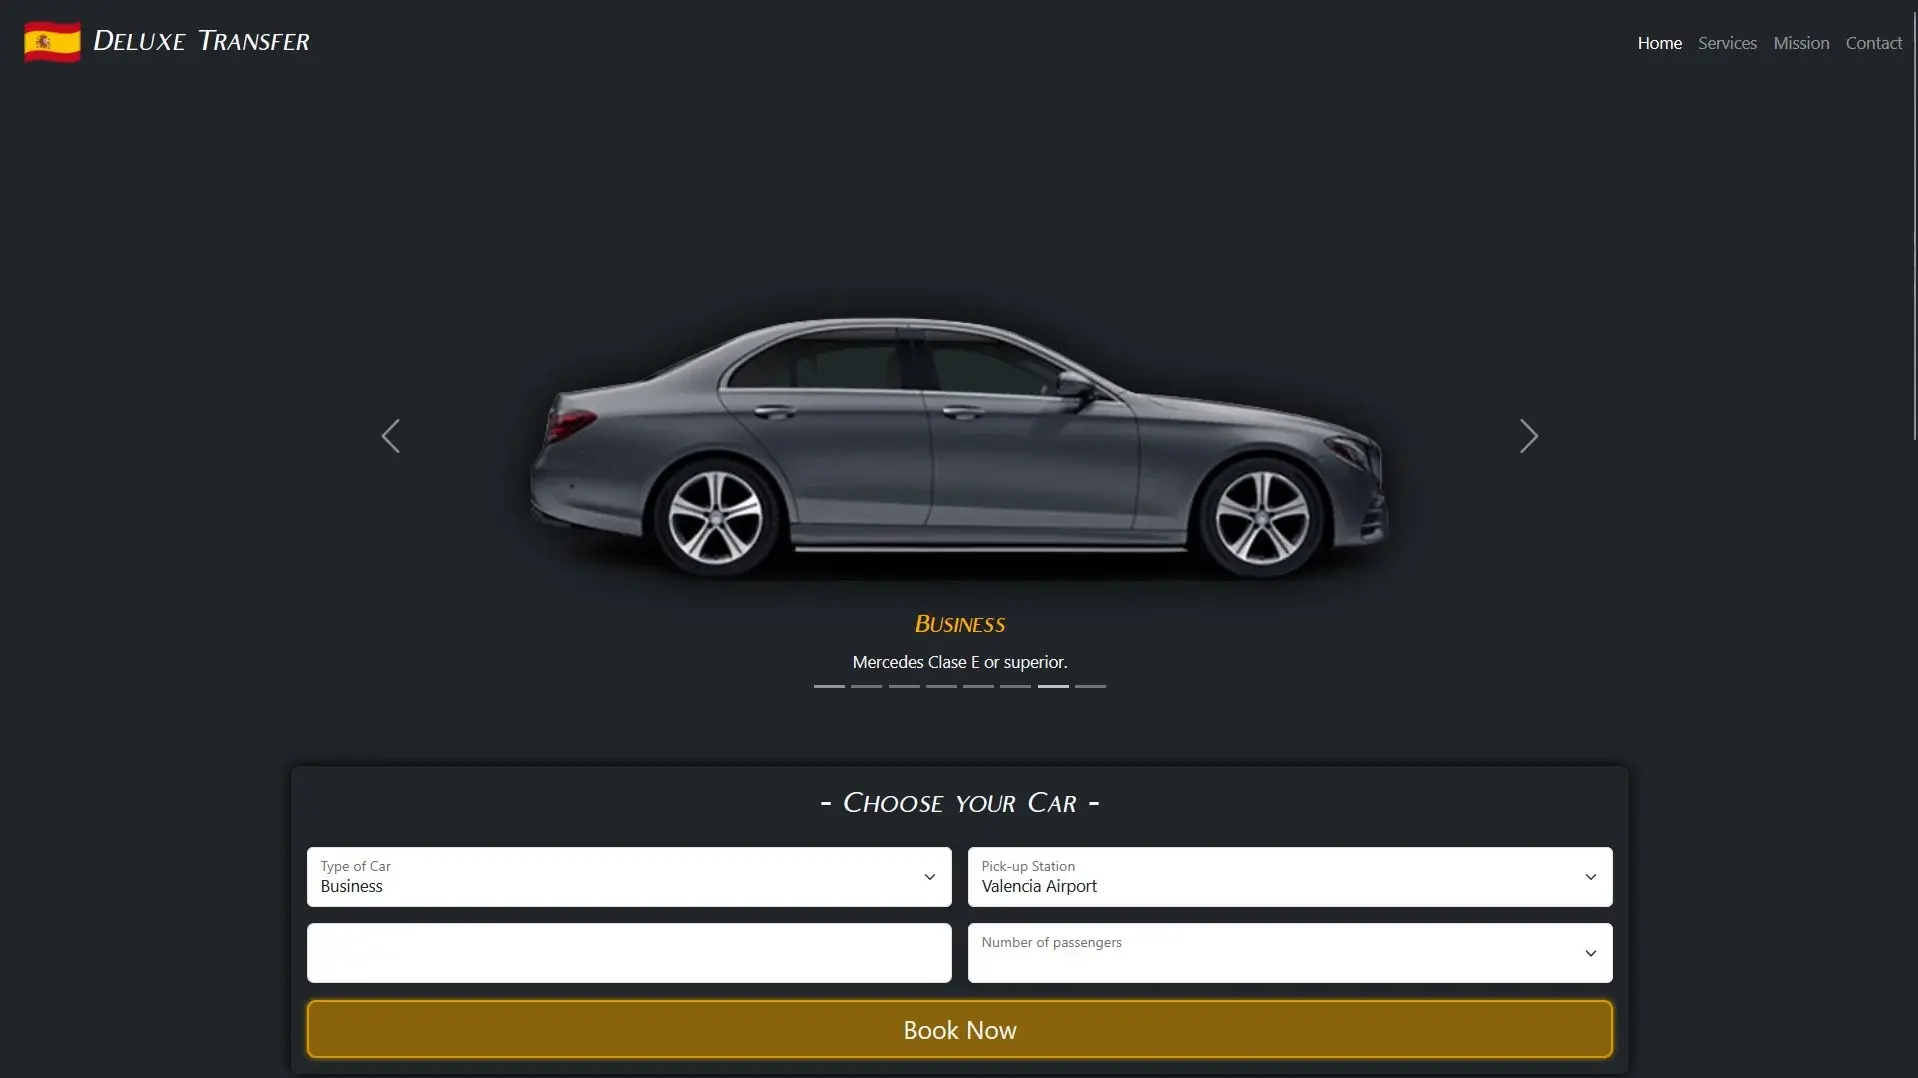 Deluxe Transfer
Home Services Mission Contact
Business
Mercedes Clase E or superior.
- Choose your Car -
Type of Car
Business
Pick-up Station
Valencia Airport
Number of passengers
Book Now